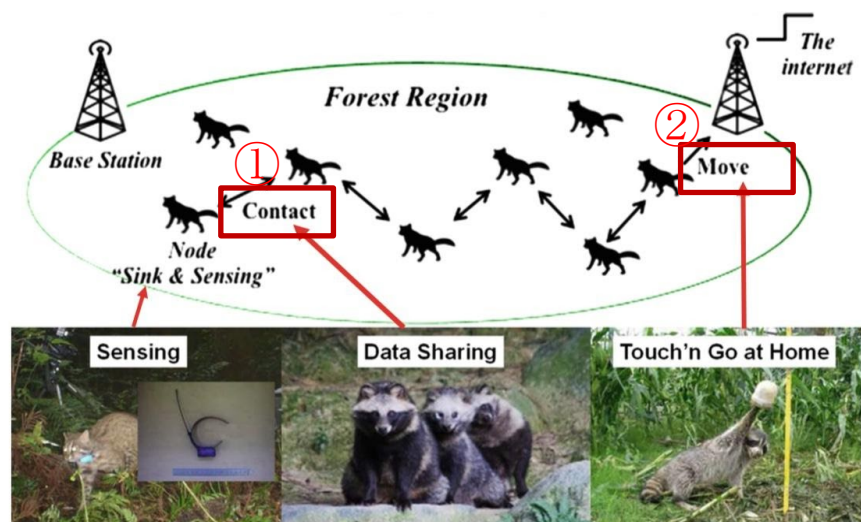 The
internet
Forest Region
②
①
Base Station
Move
Contact
Node
"Sink & Sensing"
Sensing
Data Sharing
Touch'n Go at Home